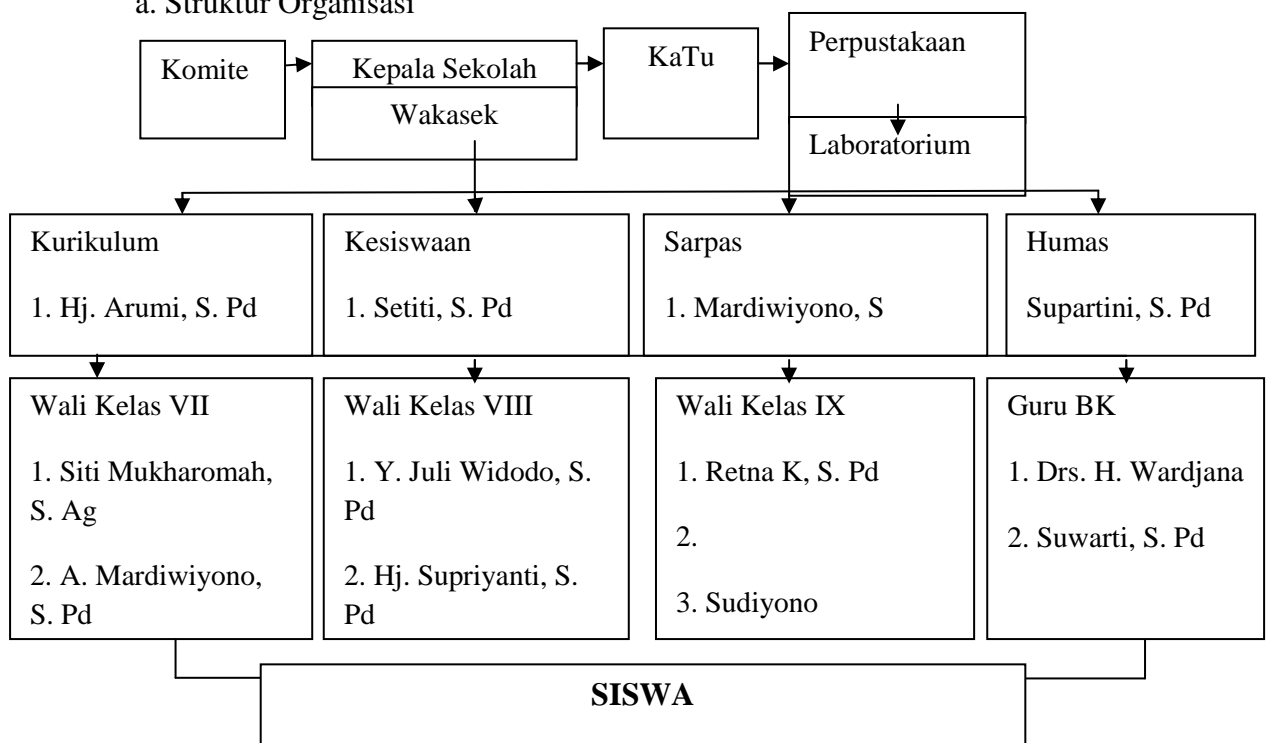 a. Struktur Organisasi
Komite
Kepala Sekolah
Wakasek
KaTu
Perpustakaan
Laboratorium
Kurikulum
1. Hj. Arumi, S. Pd
Kesiswaan
1. Setiti, S. Pd
Sarpas
1. Mardiwiyono, S
Humas
Supartini, S. Pd
Wali Kelas VII
1. Siti Mukharomah,
S. Ag
2. A. Mardiwiyono,
S. Pd
Wali Kelas VIII
1. Y. Juli Widodo, S.
Pd
2. Hj. Supriyanti, S.
Pd
Wali Kelas IX
1. Retna K, S. Pd
2.
3. Sudiyono
Guru BK
1. Drs. H. Wardjana
2. Suwarti, S. Pd
SISWA